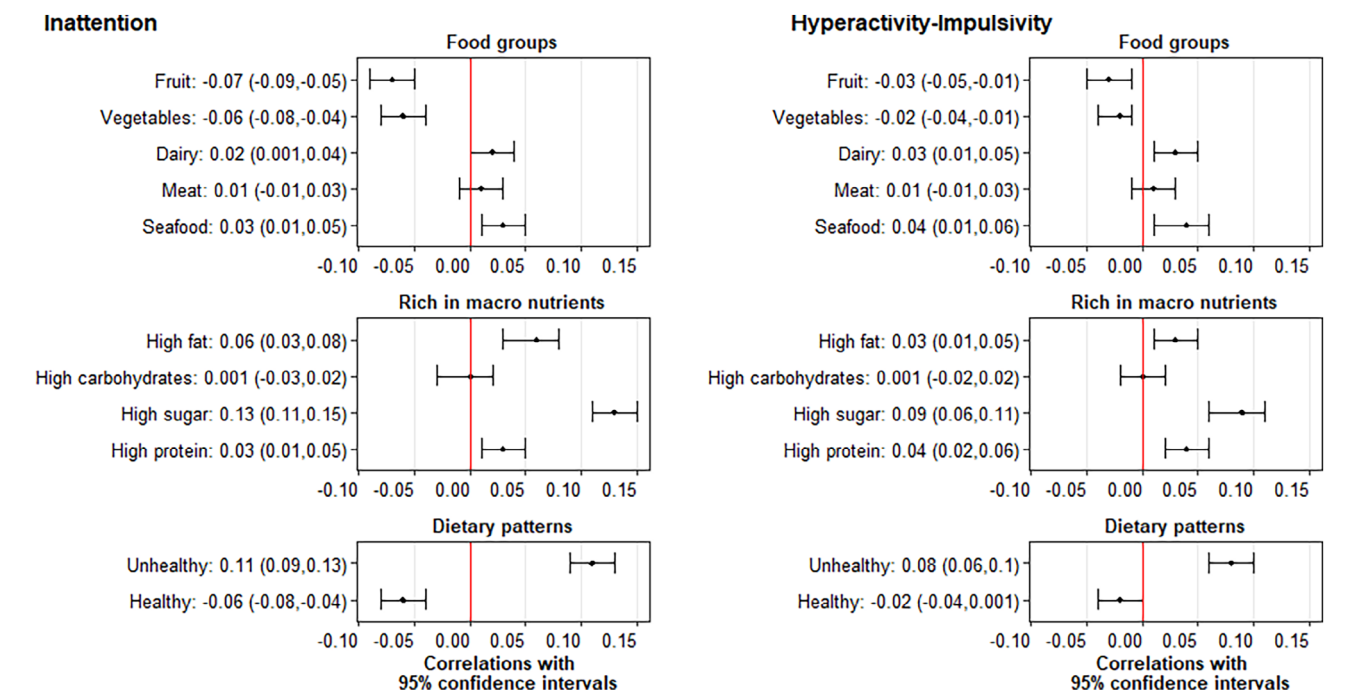 Inattention
Food groups
Fruit: -0.07 (-0.09,-0.05)
Vegetables: -0.06 (-0.08,-0.04)
Dairy: 0.02 (0.001,0.04)
Meat: 0.01 (-0.01,0.03)
Seafood: 0.03 (0.01,0.05)
-0.10 -0.05 0.00 0.05 0.10 0.15
Rich in macro nutrients
High fat: 0.06 (0.03,0.08)
High carbohydrates: 0.001 (-0.03,0.02)
High sugar: 0.13 (0.11,0.15)
High protein: 0.03 (0.01,0.05)
-0.10 -0.05 0.00 0.05 0.10 0.15
Dietary patterns
Unhealthy: 0.11 (0.09,0.13)
Healthy: -0.06 (-0.08,-0.04)
-0.10 -0.05 0.00 0.05 0.10 0.15
Correlations with
95% confidence intervals
Hyperactivity-Impulsivity
Food groups
Fruit: -0.03 (-0.05,-0.01)
Vegetables: -0.02 (-0.04,-0.01)
Dairy: 0.03 (0.01,0.05)
Meat: 0.01 (-0.01,0.03)
Seafood: 0.04 (0.01,0.06)
-0.10 -0.05 0.00 0.05 0.10 0.15
Rich in macro nutrients
High fat: 0.03 (0.01,0.05)
High carbohydrates: 0.001 (-0.02,0.02)
High sugar: 0.09 (0.06,0.11)
High protein: 0.04 (0.02,0.06)
-0.10 -0.05 0.00 0.05 0.10 0.15
Dietary patterns
Unhealthy: 0.08 (0.06,0.1)
Healthy: -0.02 (-0.04,0.001)
-0.10 -0.05 0.00 0.05 0.10 0.15
Correlations with
95% confidence intervals